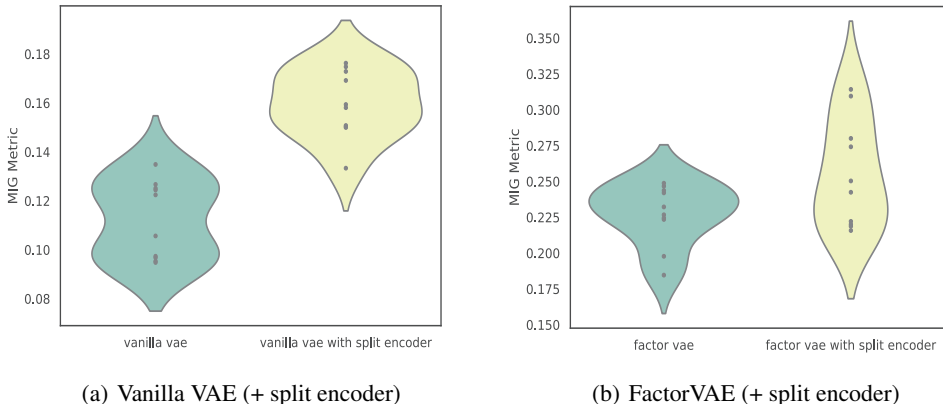 MIG Metric
0.18
0.16
0.14
0.12
0.10
0.08
vanilla vae
vanilla vae with split encoder
(a) Vanilla VAE (+ split encoder)
MIG Metric
0.350
0.325
0.300
0.275
0.250
0.225
0.200
0.175
0.150
factor vae
factor vae with split encoder
(b) FactorVAE (+ split encoder)